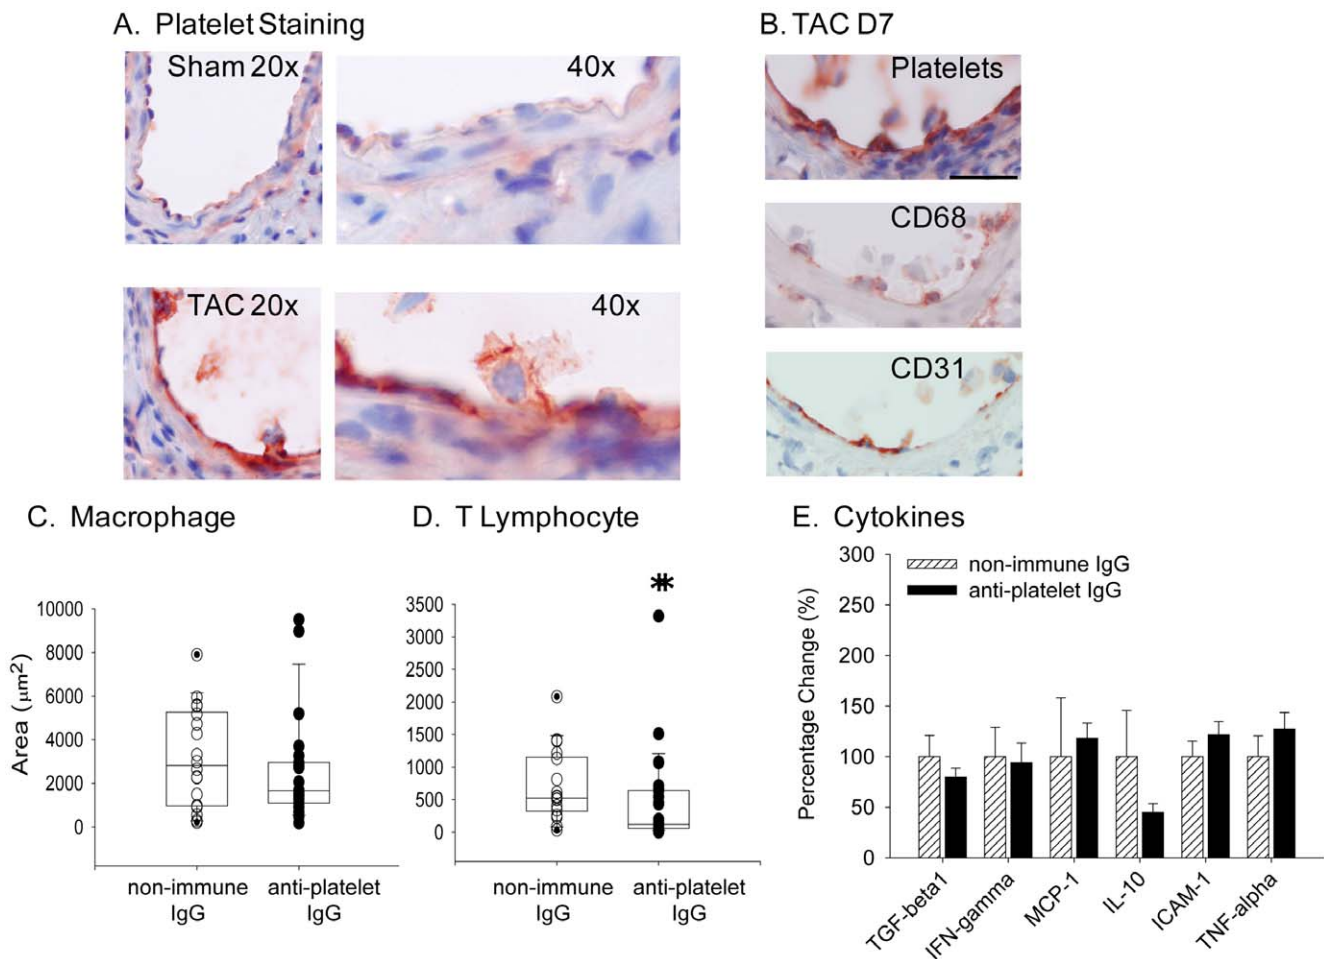 A. Platelet Staining
B. TAC D7
Sham 20x
40x
Platelets
CD68
TAC 20x
40x
CD31
C. Macrophage
D. T Lymphocyte
E. Cytokines
Area (μm²)
10000
8000
6000
4000
2000
0
non-immune
IgG
anti-platelet
IgG
**
3500
3000
2500
2000
1500
1000
500
0
non-immune
IgG
anti-platelet
IgG
non-immune IgG
anti-platelet IgG
Percentage Change (%)
300
250
200
150
100
50
0
TGF-beta1
IFN-gamma
MCP-1
IL-10
ICAM-1
TNF-alpha